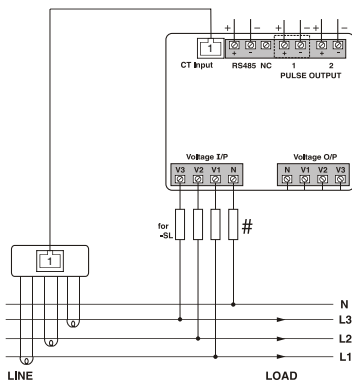 + - + - + -
1
CT Input
+ - + - + -
RS485 NC 1 2
PULSE OUTPUT
Voltage I/P Voltage O/P
V3 V2 V1 N N V1 V2 V3
for
-SL
#
1
N
L3
L2
L1
LINE LOAD